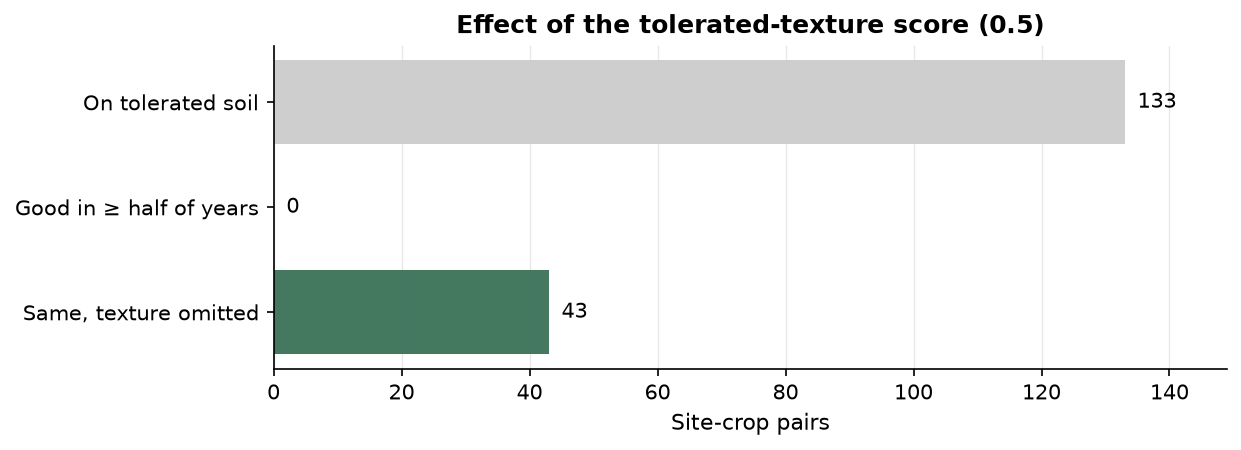 Effect of the tolerated-texture score (0.5)
On tolerated soil
133
Good in ≥ half of years
0
Same, texture omitted
43
0 20 40 60 80 100 120 140
Site-crop pairs